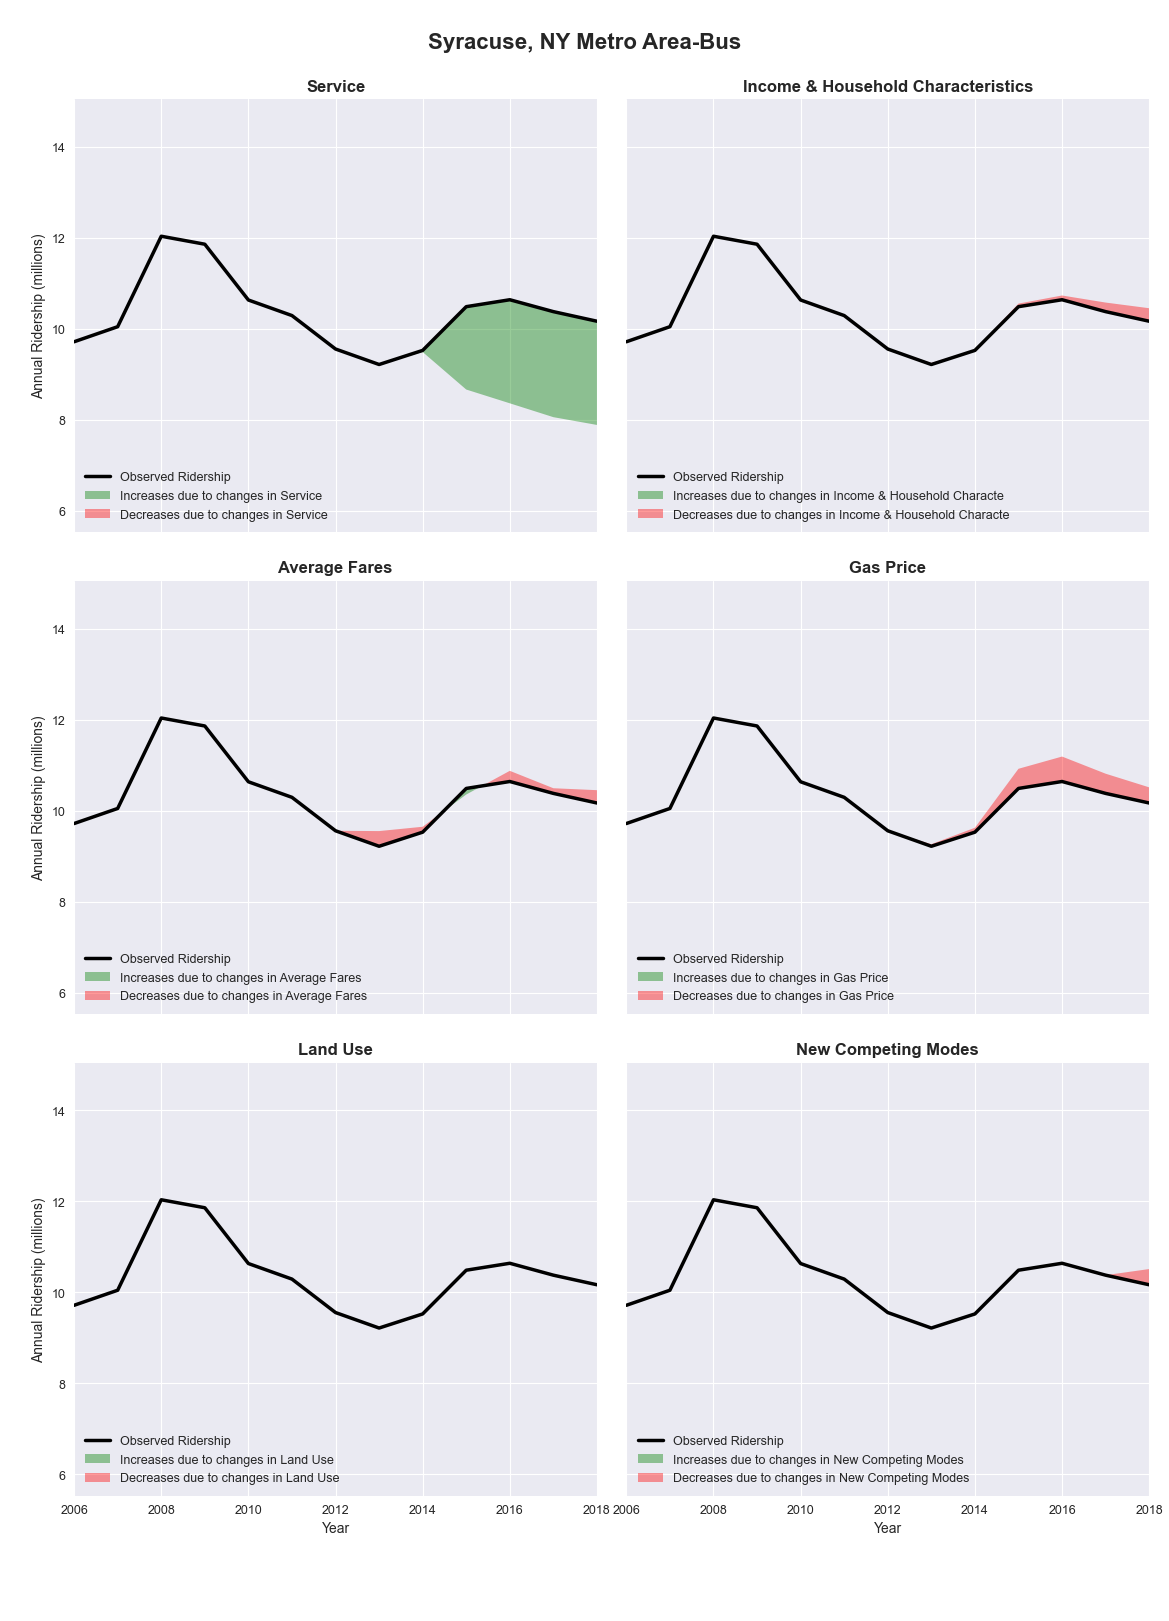 Syracuse, NY Metro Area-Bus
Service
Income & Household Characteristics
Annual Ridership (millions)
14
12
10
8
6
Observed Ridership
Increases due to changes in Service
Decreases due to changes in Service
Observed Ridership
Increases due to changes in Income & Household Characte
Decreases due to changes in Income & Household Characte
Average Fares
Gas Price
Annual Ridership (millions)
14
12
10
8
6
Observed Ridership
Increases due to changes in Average Fares
Decreases due to changes in Average Fares
Observed Ridership
Increases due to changes in Gas Price
Decreases due to changes in Gas Price
Land Use
New Competing Modes
Annual Ridership (millions)
14
12
10
8
6
Observed Ridership
Increases due to changes in Land Use
Decreases due to changes in Land Use
Observed Ridership
Increases due to changes in New Competing Modes
Decreases due to changes in New Competing Modes
2006 2008 2010 2012 2014 2016 2018
2006 2008 2010 2012 2014 2016 2018
Year
Year